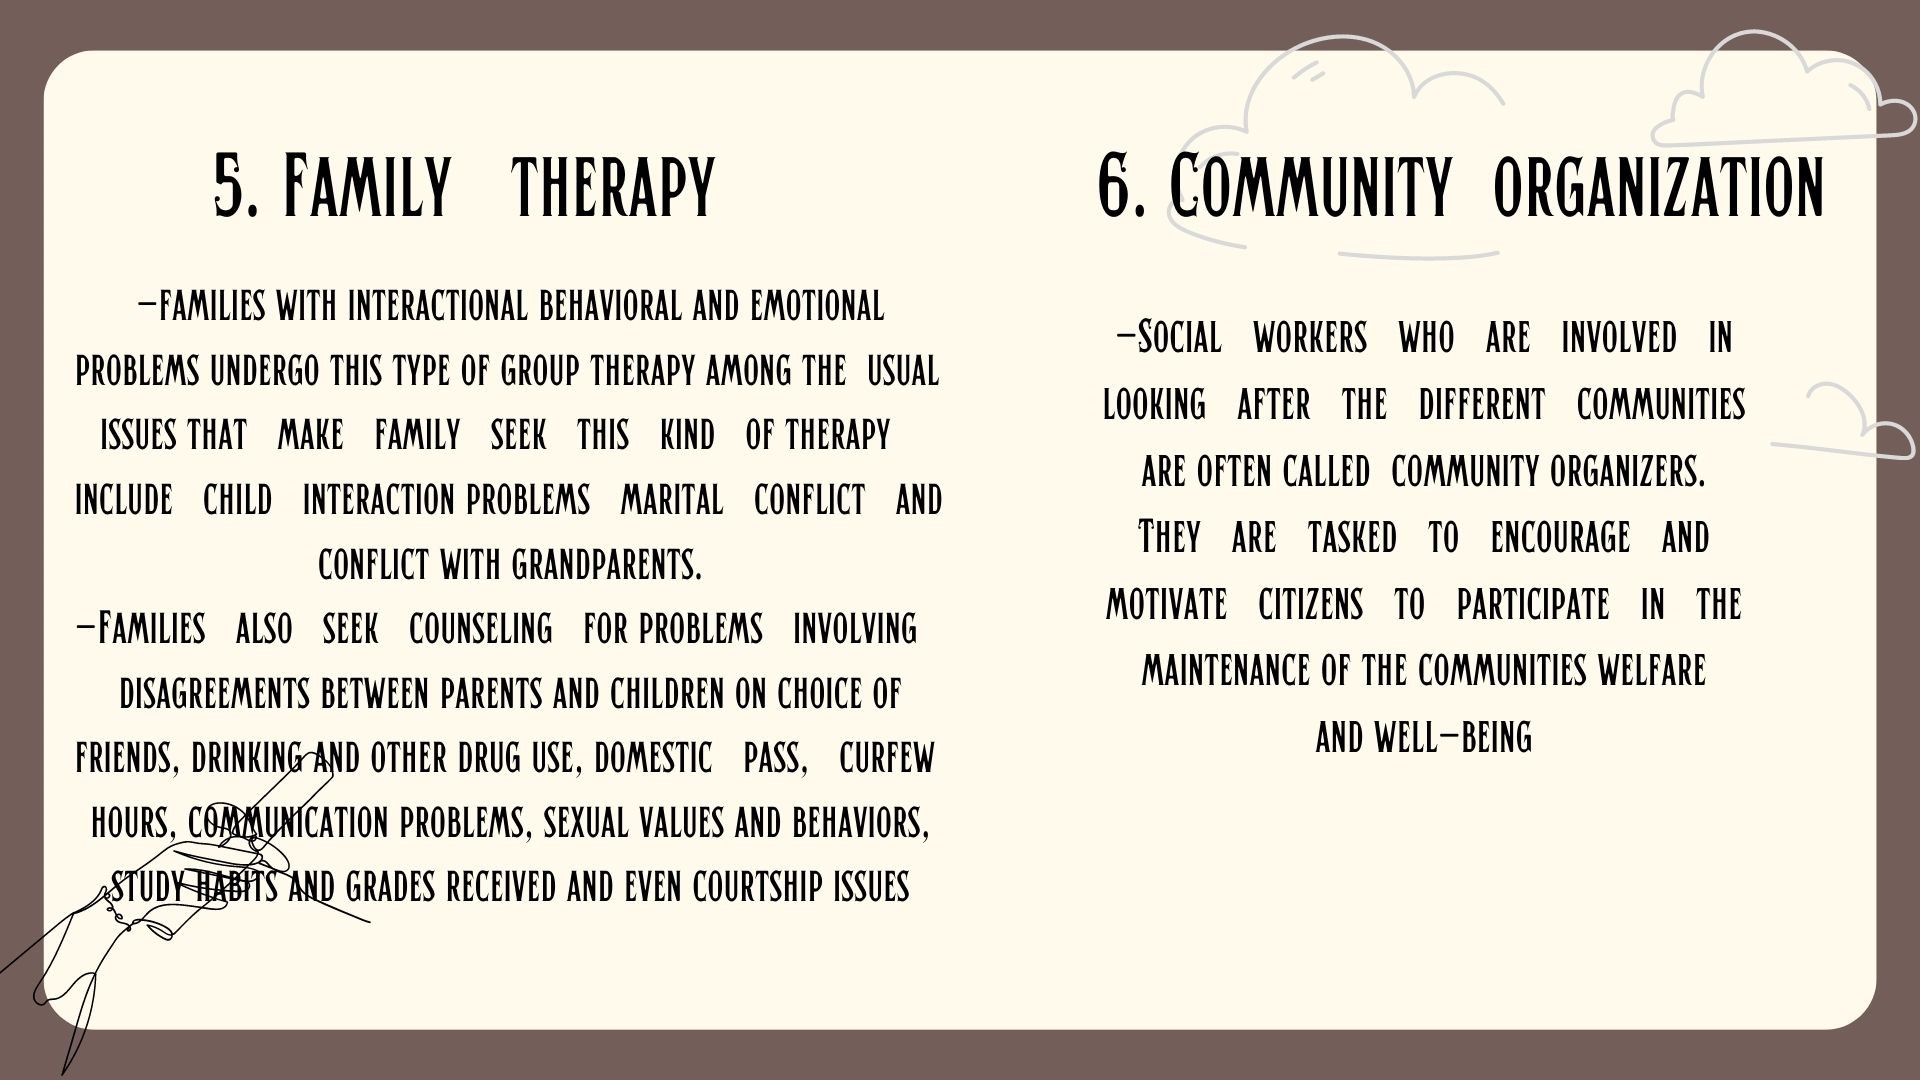 5. Family therapy
-families with interactional behavioral and emotional
problems undergo this type of group therapy among the usual
issues that make family seek this kind of therapy
include child interaction problems marital conflict and
conflict with grandparents.
-Families also seek counseling for problems involving
disagreements between parents and children on choice of
friends, drinking and other drug use, domestic pass, curfew
hours, communication problems, sexual values and behaviors,
study habits and grades received and even courtship issues
6. Community organization
-Social workers who are involved in
looking after the different communities
are often called community organizers.
They are tasked to encourage and
motivate citizens to participate in the
maintenance of the communities welfare
and well-being